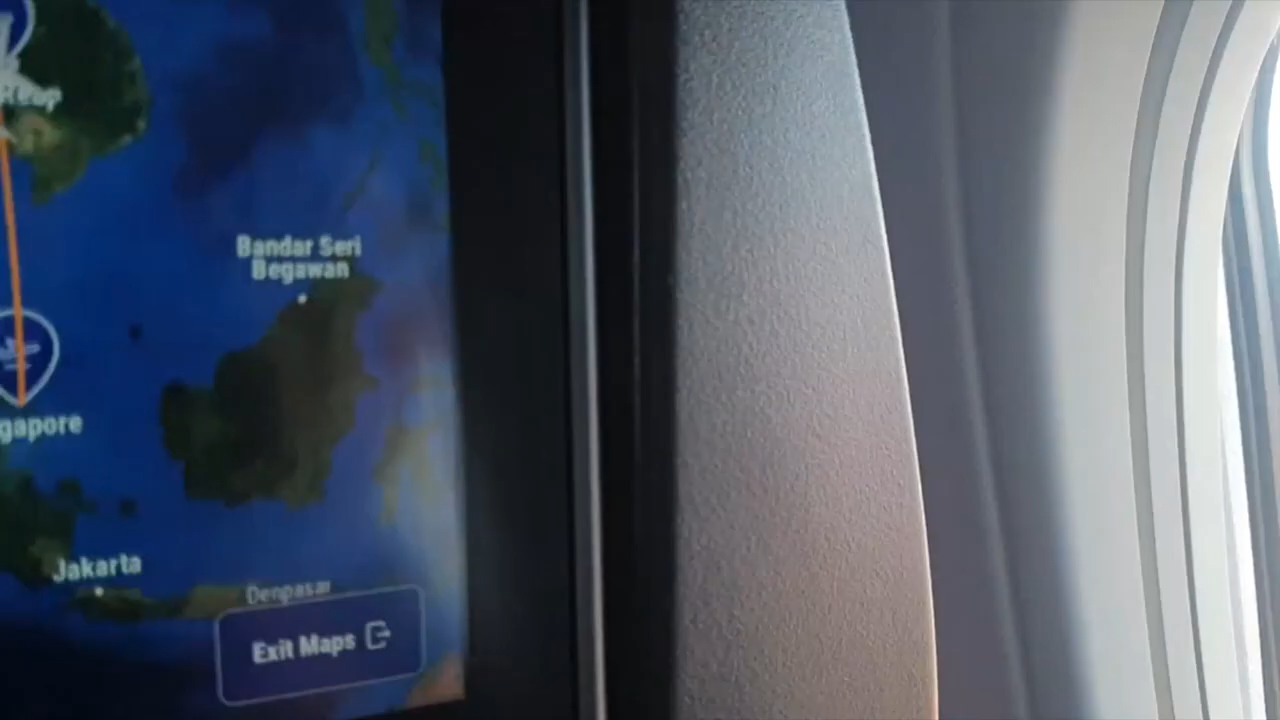 Bandar Seri
Begawan
gapore
Jakarta
Denpasar
Exit Maps